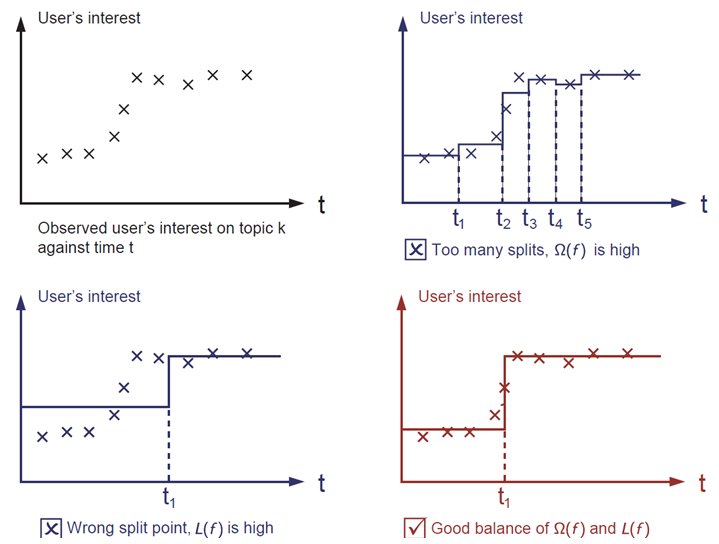 User's interest
t
Observed user's interest on topic k
against time t
User's interest
t
t1 t2 t3 t4 t5
Too many splits, Ω(f) is high
User's interest
t
t1
Wrong split point, L(f) is high
User's interest
t
t1
Good balance of Ω(f) and L(f)